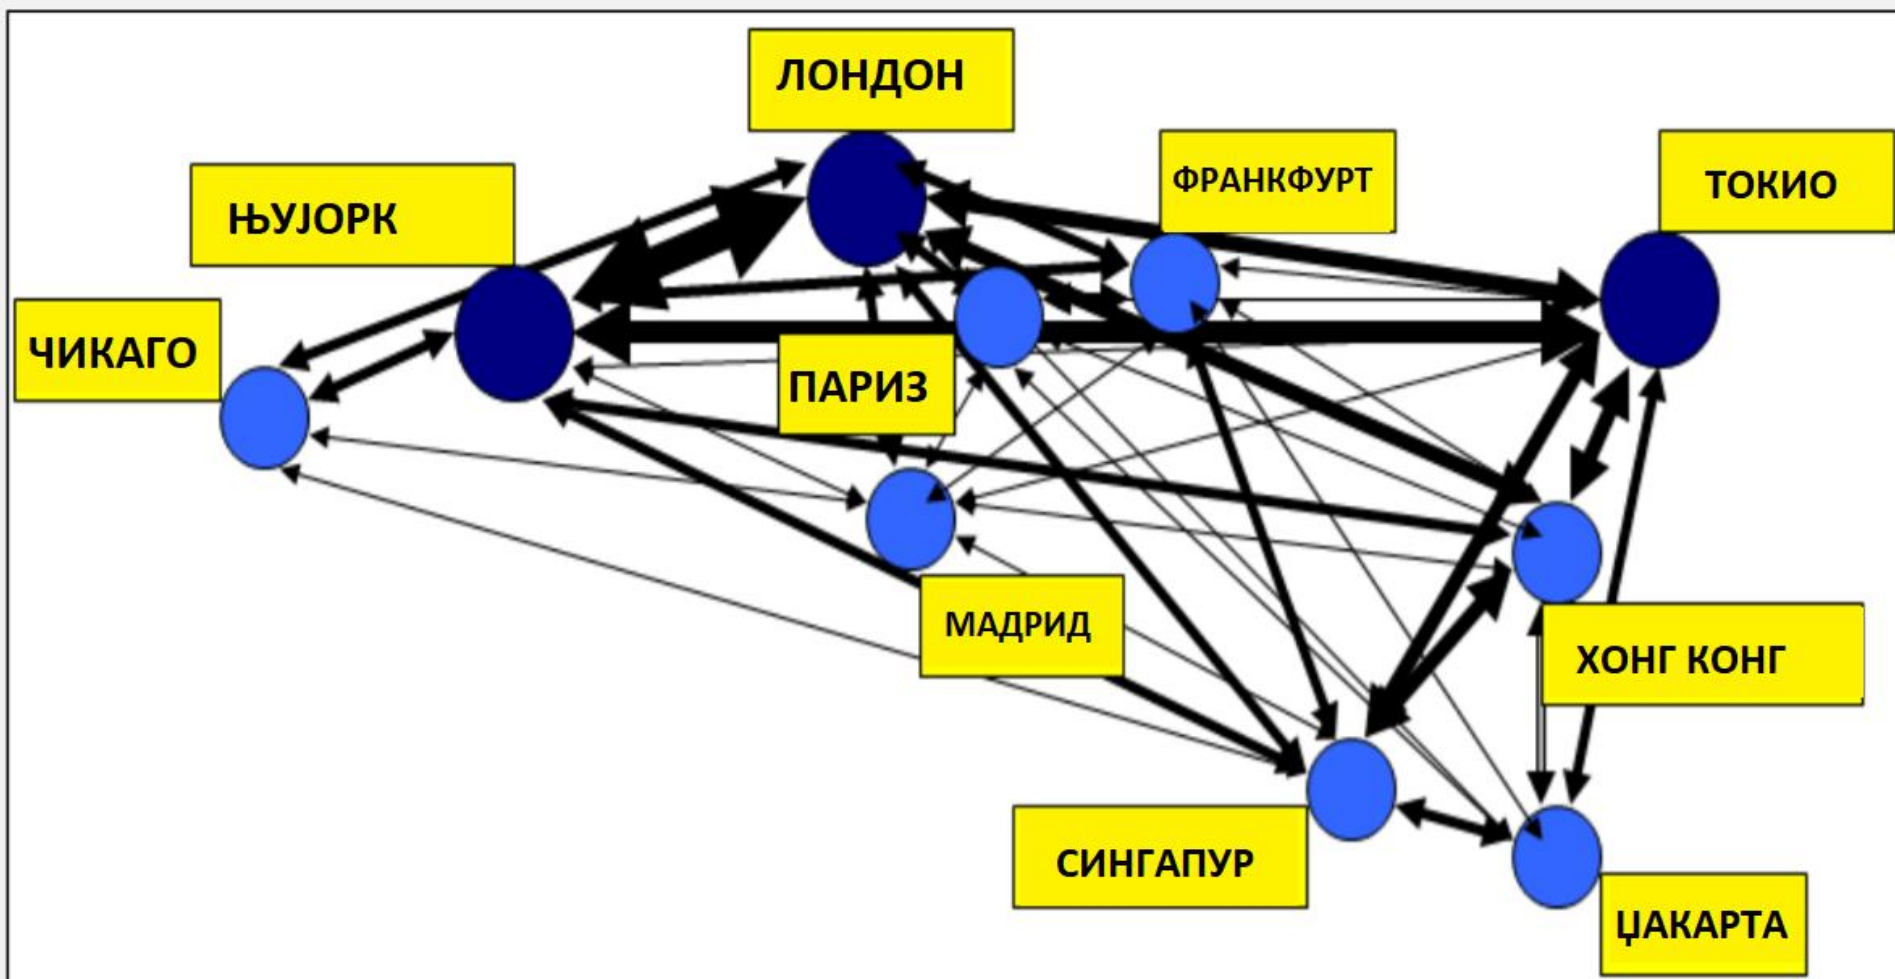 ЛОНДОН
ФРАНКФУРТ
ТОКИО
ЊУЈОРК
ЧИКАГО
ПАРИЗ
МАДРИД
ХОНГ КОНГ
СИНГАПУР
ЏАКАРТА